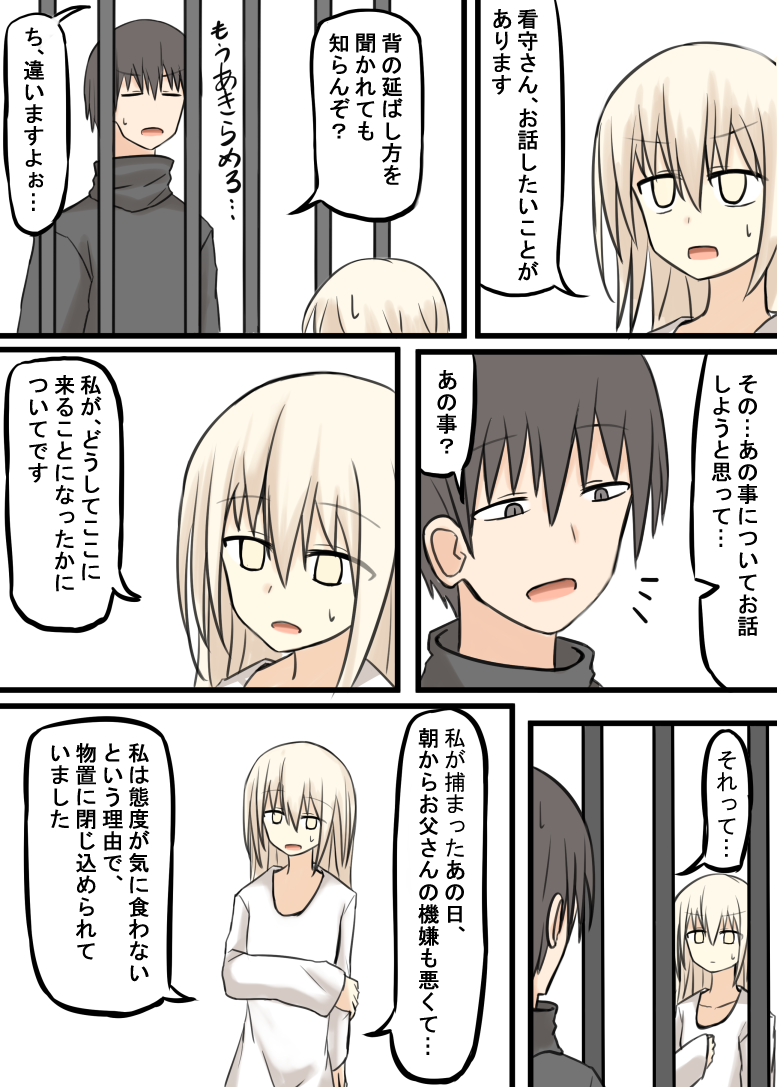 看守さん、お話したいことが
あります
背の延ばし方を
聞かれても
知らんぞ？
もうあきらめろ…
ち、違いますよぉ…
その…あの事についてお話
しようと思って…
あの事？
私が、どうしてここに
来ることになったかに
ついてです
それって…
私が捕まったあの日、
朝からお父さんの機嫌も悪くて…
私は態度が気に食わない
という理由で、
物置に閉じ込められて
いました